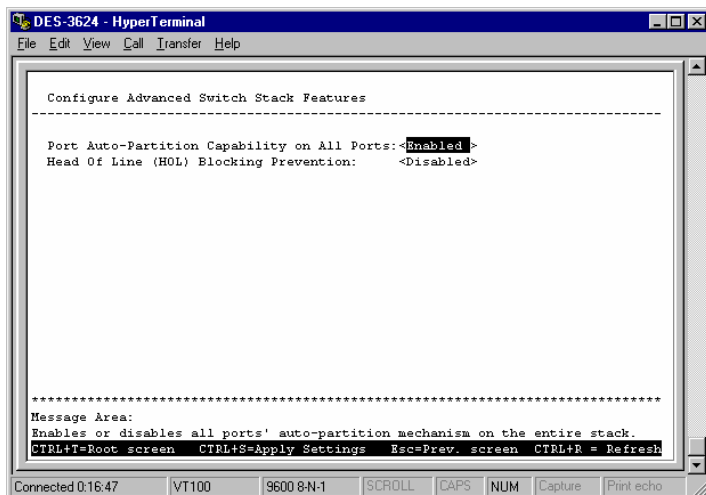 DES-3624 - HyperTerminal
File Edit View Call Transfer Help
Configure Advanced Switch Stack Features
--------------------------------------------------------------------------------
Port Auto-Partition Capability on All Ports:<Enabled >
Head Of Line (HOL) Blocking Prevention: <Disabled>
********************************************************************************
Message Area:
Enables or disables all ports' auto-partition mechanism on the entire stack.
CTRL+T=Root screen CTRL+S=Apply Settings Esc=Prev. screen CTRL+R = Refresh
Connected 0:16:47 VT100 9600 8-N-1 SCROLL CAPS NUM Capture Print echo